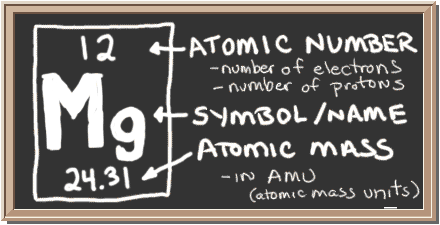 12
Mg
24.31
ATOMIC NUMBER
-number of electrons
-number of protons
SYMBOL/NAME
ATOMIC MASS
-IN AMU
(atomic mass units)